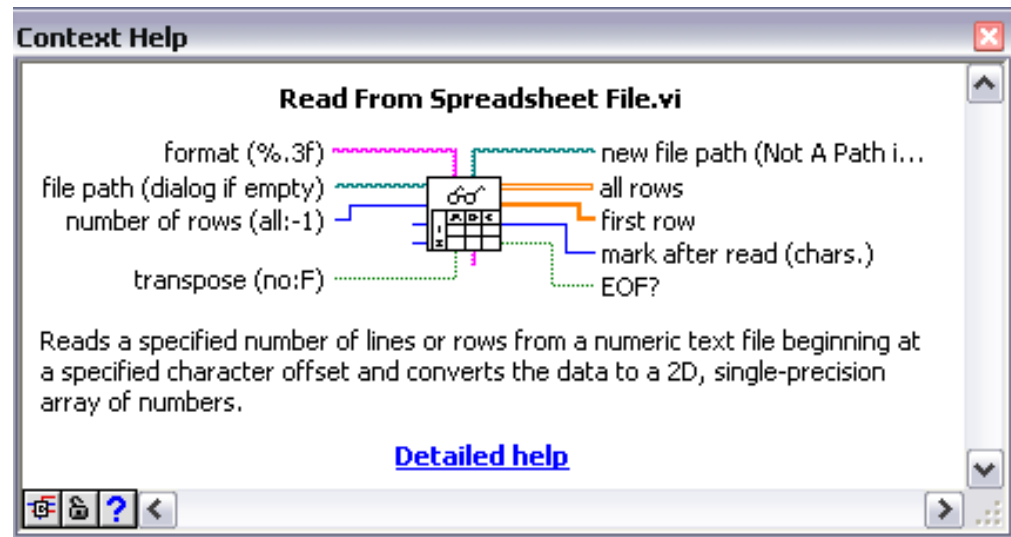 Context Help
Read From Spreadsheet File.vi
format (%.3f)
new file path (Not A Path i...
file path (dialog if empty)
all rows
number of rows (all:-1)
first row
mark after read (chars.)
transpose (no:F)
EOF?
Reads a specified number of lines or rows from a numeric text file beginning at
a specified character offset and converts the data to a 2D, single-precision
array of numbers.
Detailed help
?